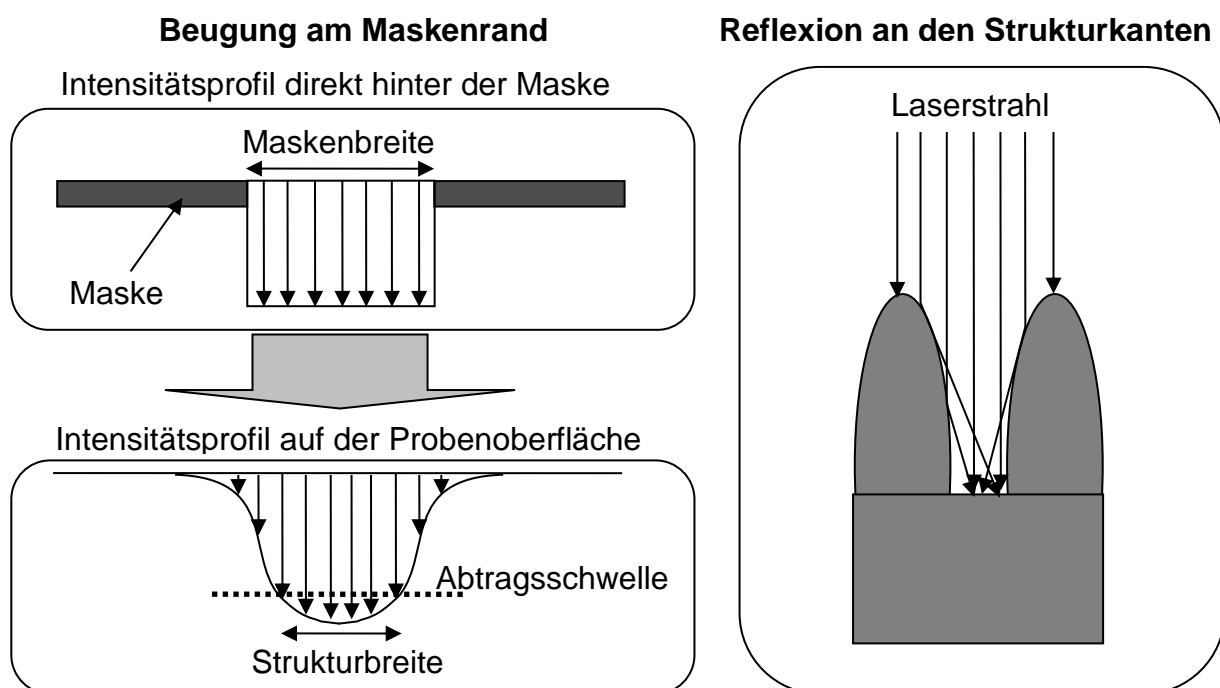 Beugung am Maskenrand
Intensitätsprofil direkt hinter der Maske
Maskenbreite
Maske
Intensitätsprofil auf der Probenoberfläche
Abtragsschwelle
Strukturbreite
Reflexion an den Strukturkanten
Laserstrahl